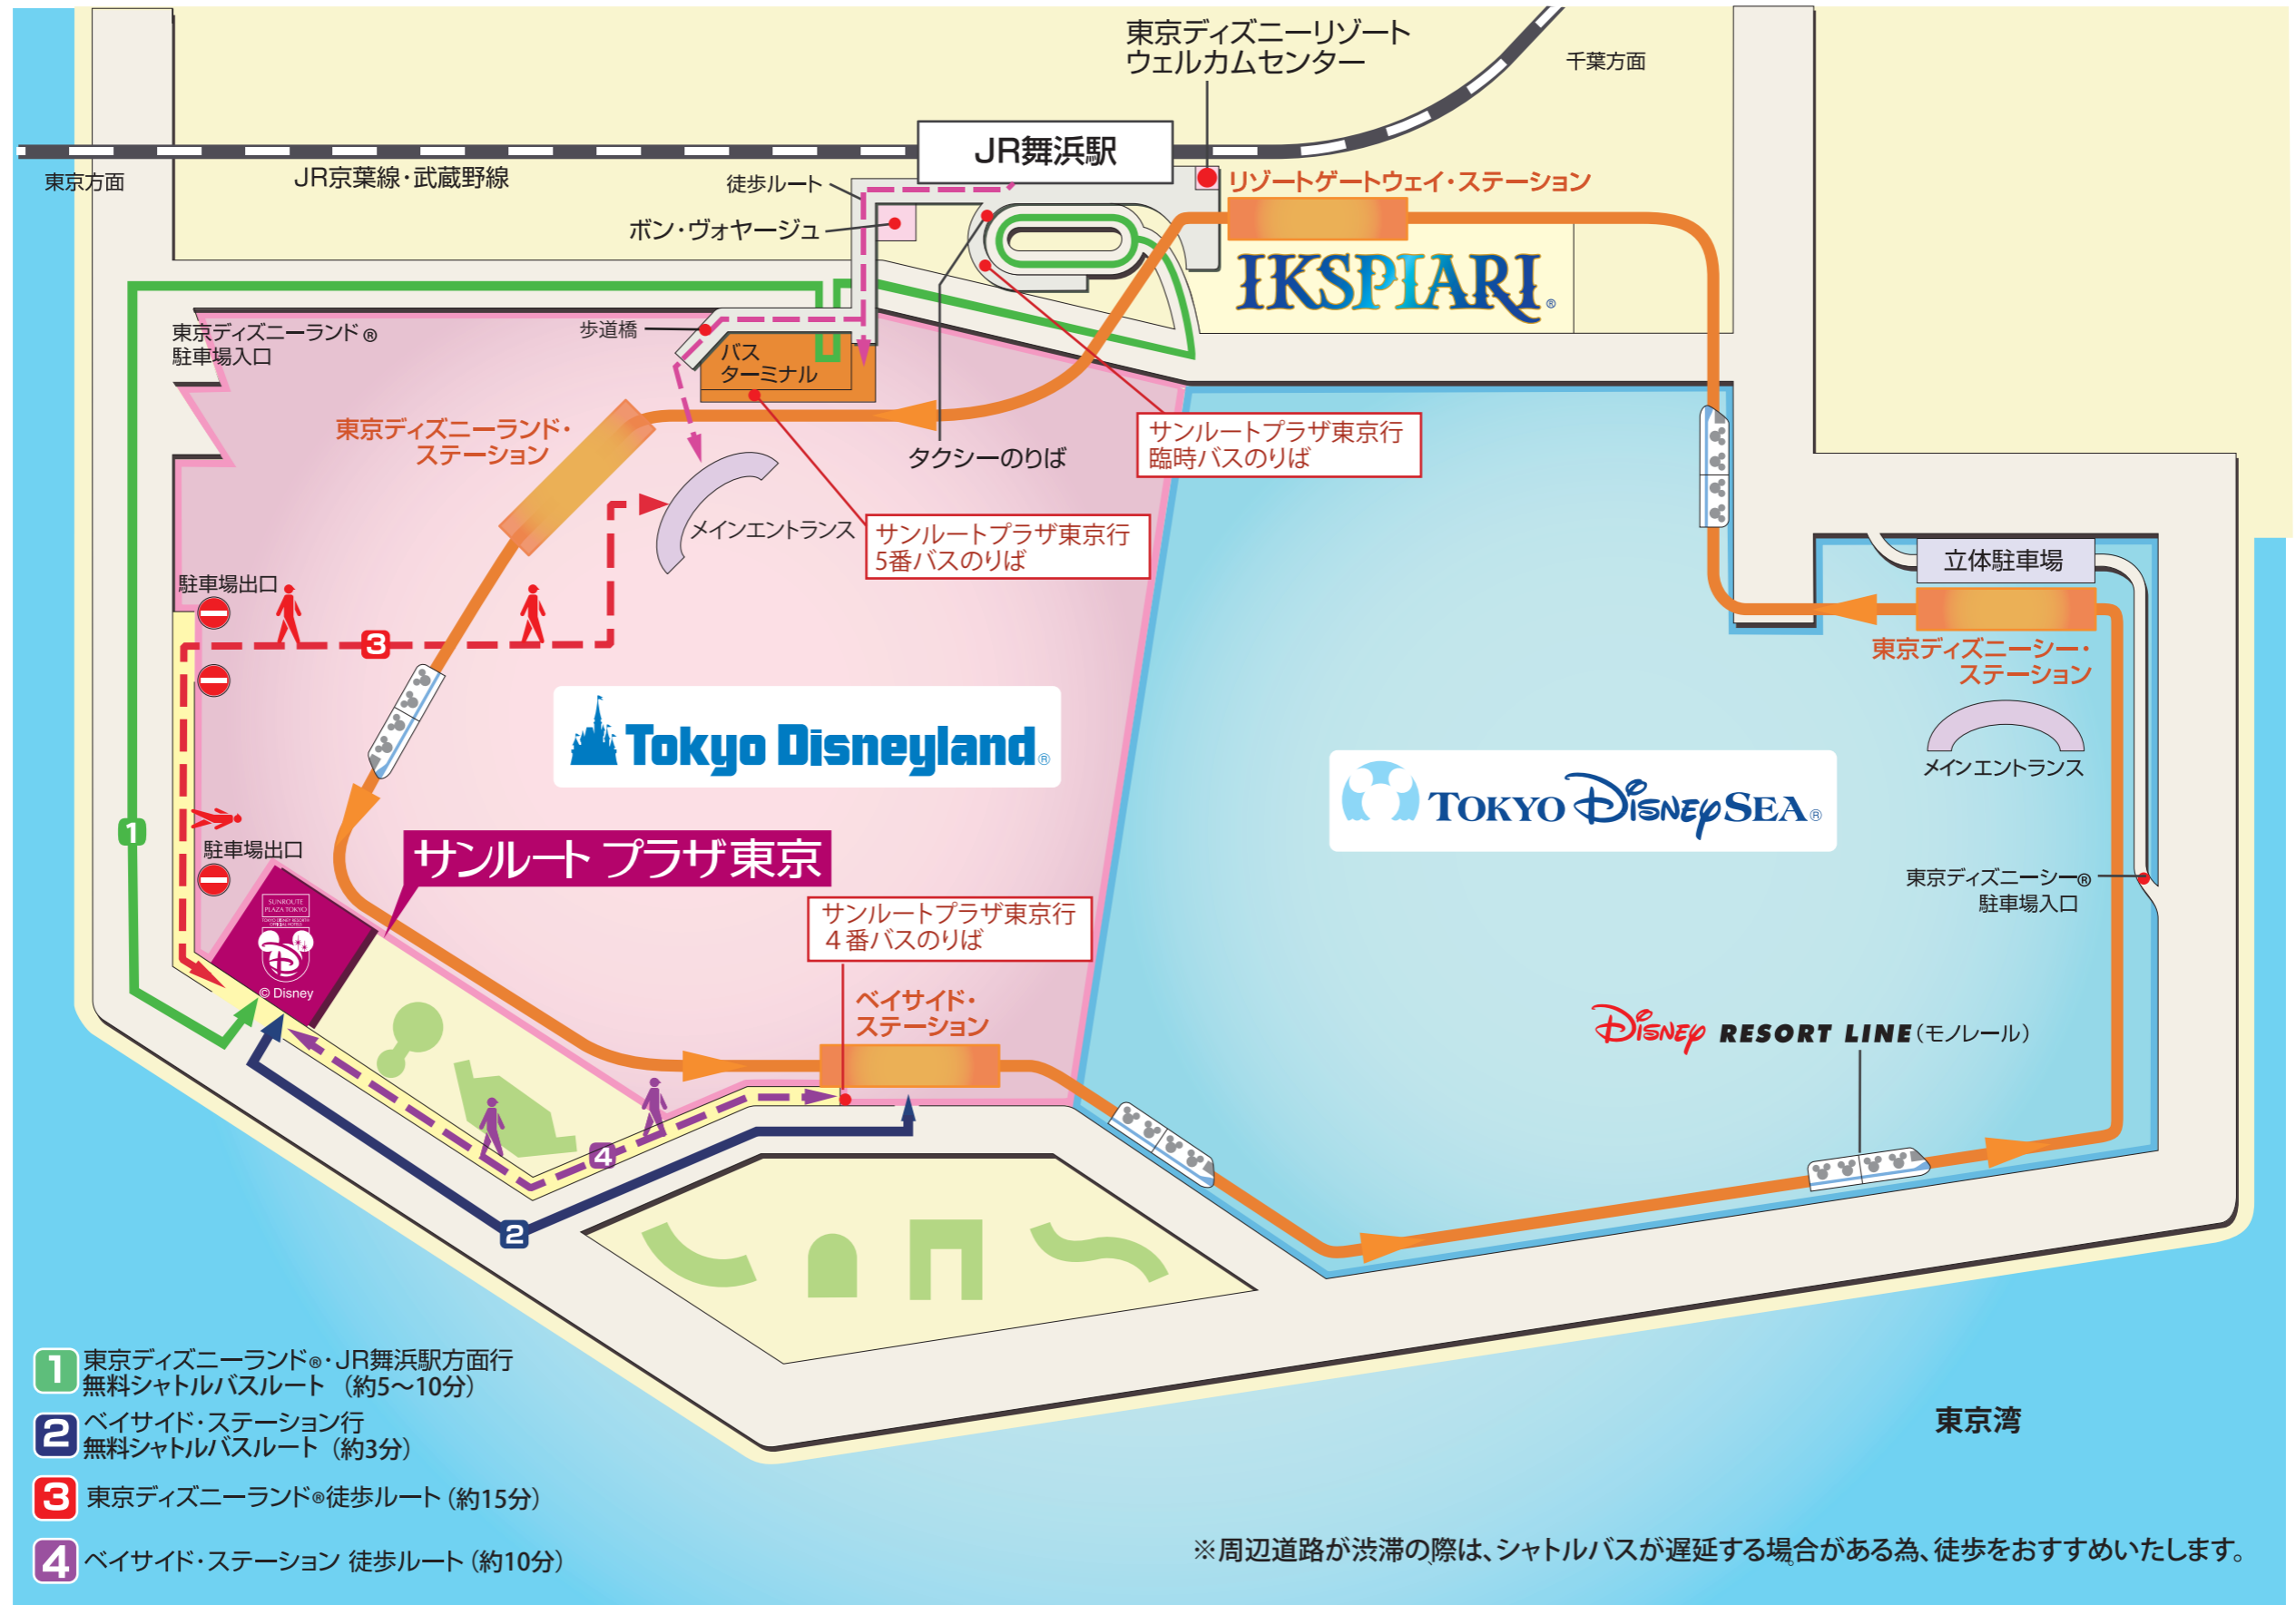 東京ディズニーリゾート
ウェルカムセンター
千葉方面
JR舞浜駅
東京方面
JR京葉線・武蔵野線
徒歩ルート
リゾートゲートウェイ・ステーション
ボン・ヴォヤージュ
IKSPIARI®
東京ディズニーランド®
駐車場入口
歩道橋
バス
ターミナル
東京ディズニーランド・
ステーション
タクシーのりば
サンルートプラザ東京行
臨時バスのりば
メインエントランス
サンルートプラザ東京行
5番バスのりば
立体駐車場
駐車場出口
3
東京ディズニーシー・
ステーション
Tokyo Disneyland®
メインエントランス
TOKYO DISNEY SEA®
1
駐車場出口
サンルート プラザ東京
東京ディズニーシー®
駐車場入口
SUNROUTE
PLAZA TOKYO
TOKYO DISNEY RESORT®
OFFICIAL HOTEL
D
© Disney
サンルートプラザ東京行
4番バスのりば
ベイサイド・
ステーション
Disney RESORT LINE(モノレール)
4
2
1 東京ディズニーランド®・JR舞浜駅方面行
無料シャトルバスルート (約5〜10分)
2 ベイサイド・ステーション行
無料シャトルバスルート (約3分)
東京湾
3 東京ディズニーランド®徒歩ルート (約15分)
4 ベイサイド・ステーション 徒歩ルート (約10分)
※周辺道路が渋滞の際は、シャトルバスが遅延する場合がある為、徒歩をおすすめいたします。